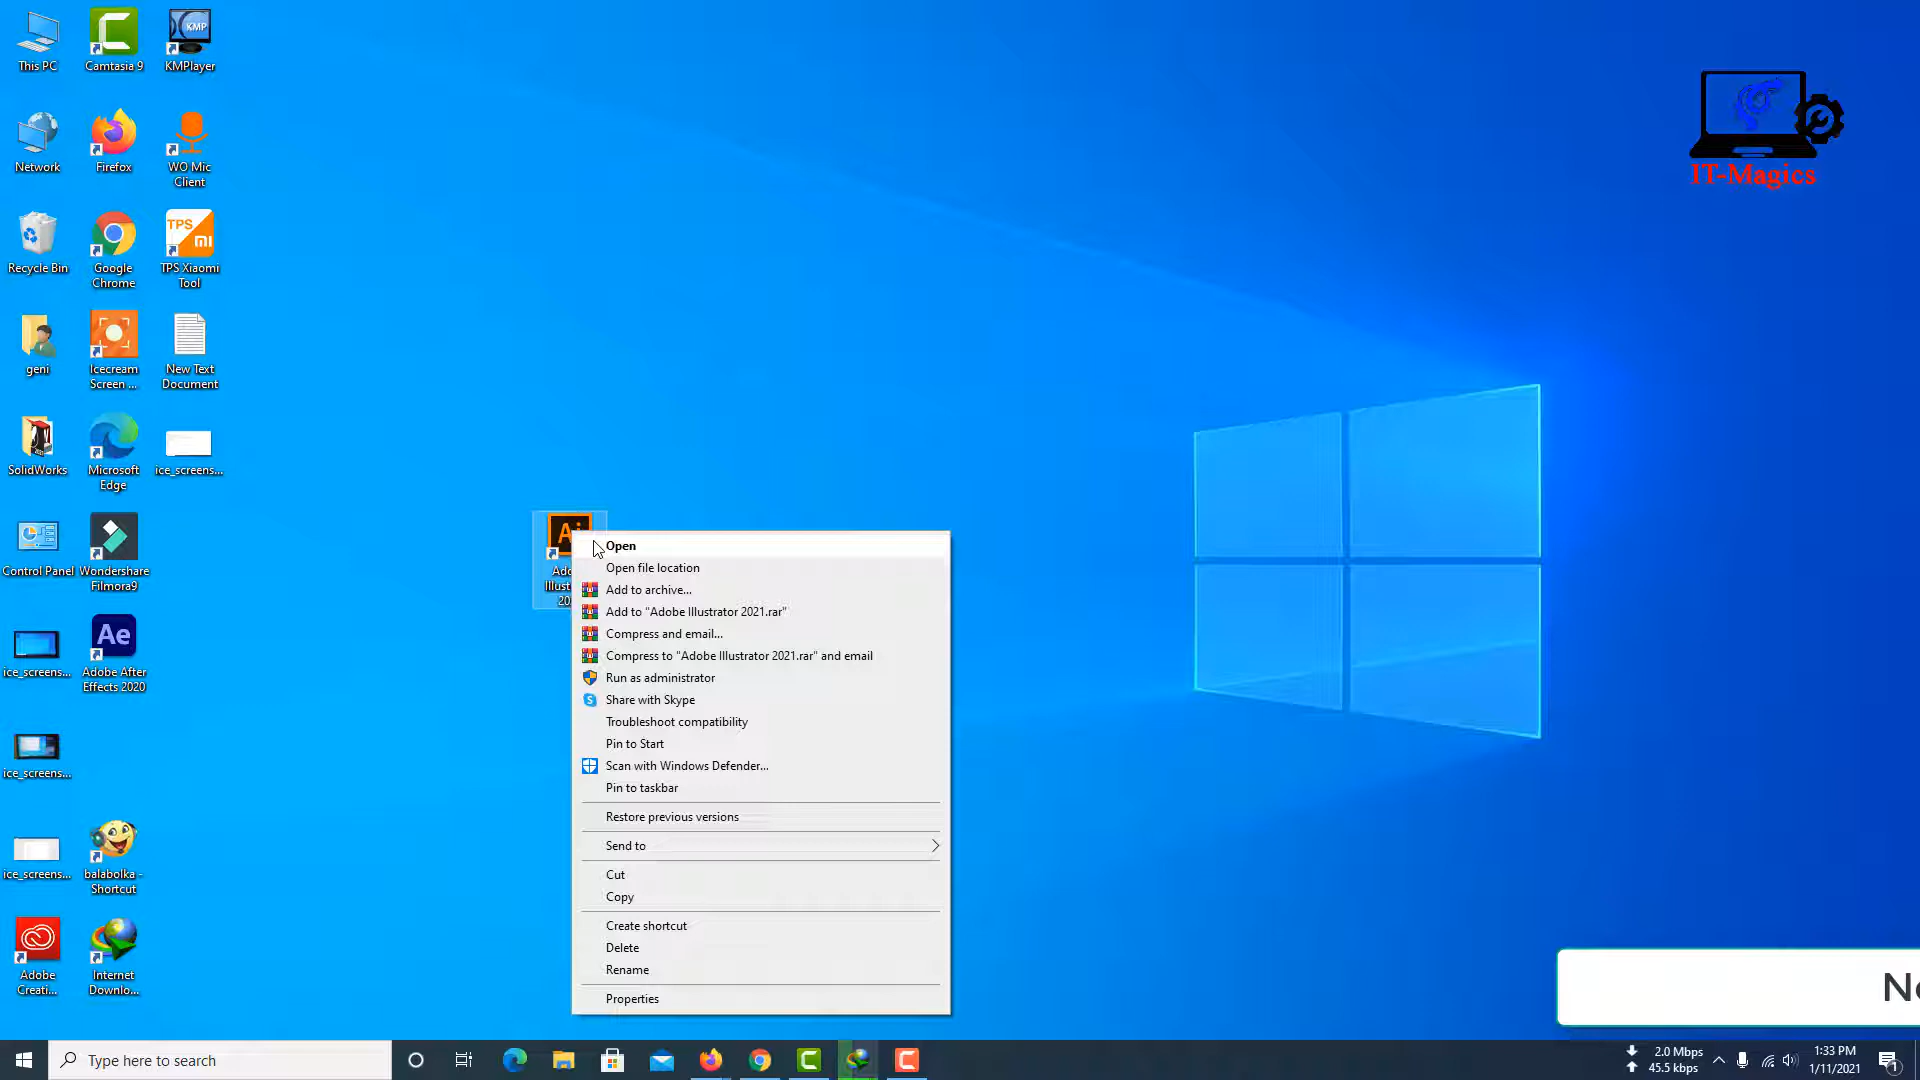 This PC
Camtasia 9
KMPlayer
Network
Firefox
WO Mic
Client
Recycle Bin
Google
Chrome
TPS
mi
TPS Xiaomi
Tool
geni
Icecream
Screen ...
New Text
Document
SolidWorks
Microsoft
Edge
ice_screens...
Control Panel
Wondershare
Filmora9
ice_screens...
Ae
Adobe After
Effects 2020
ice_screens...
ice_screens...
balabolka -
Shortcut
Adobe
Creati...
Internet
Downlo...
IT-Magics
Open
Open file location
Add to archive...
Add to "Adobe Illustrator 2021.rar"
Compress and email...
Compress to "Adobe Illustrator 2021.rar" and email
Run as administrator
Share with Skype
Troubleshoot compatibility
Pin to Start
Scan with Windows Defender...
Pin to taskbar
Restore previous versions
Send to
Cut
Copy
Create shortcut
Delete
Rename
Properties
Type here to search
2.0 Mbps
45.5 kbps
1:33 PM
1/11/2021
1